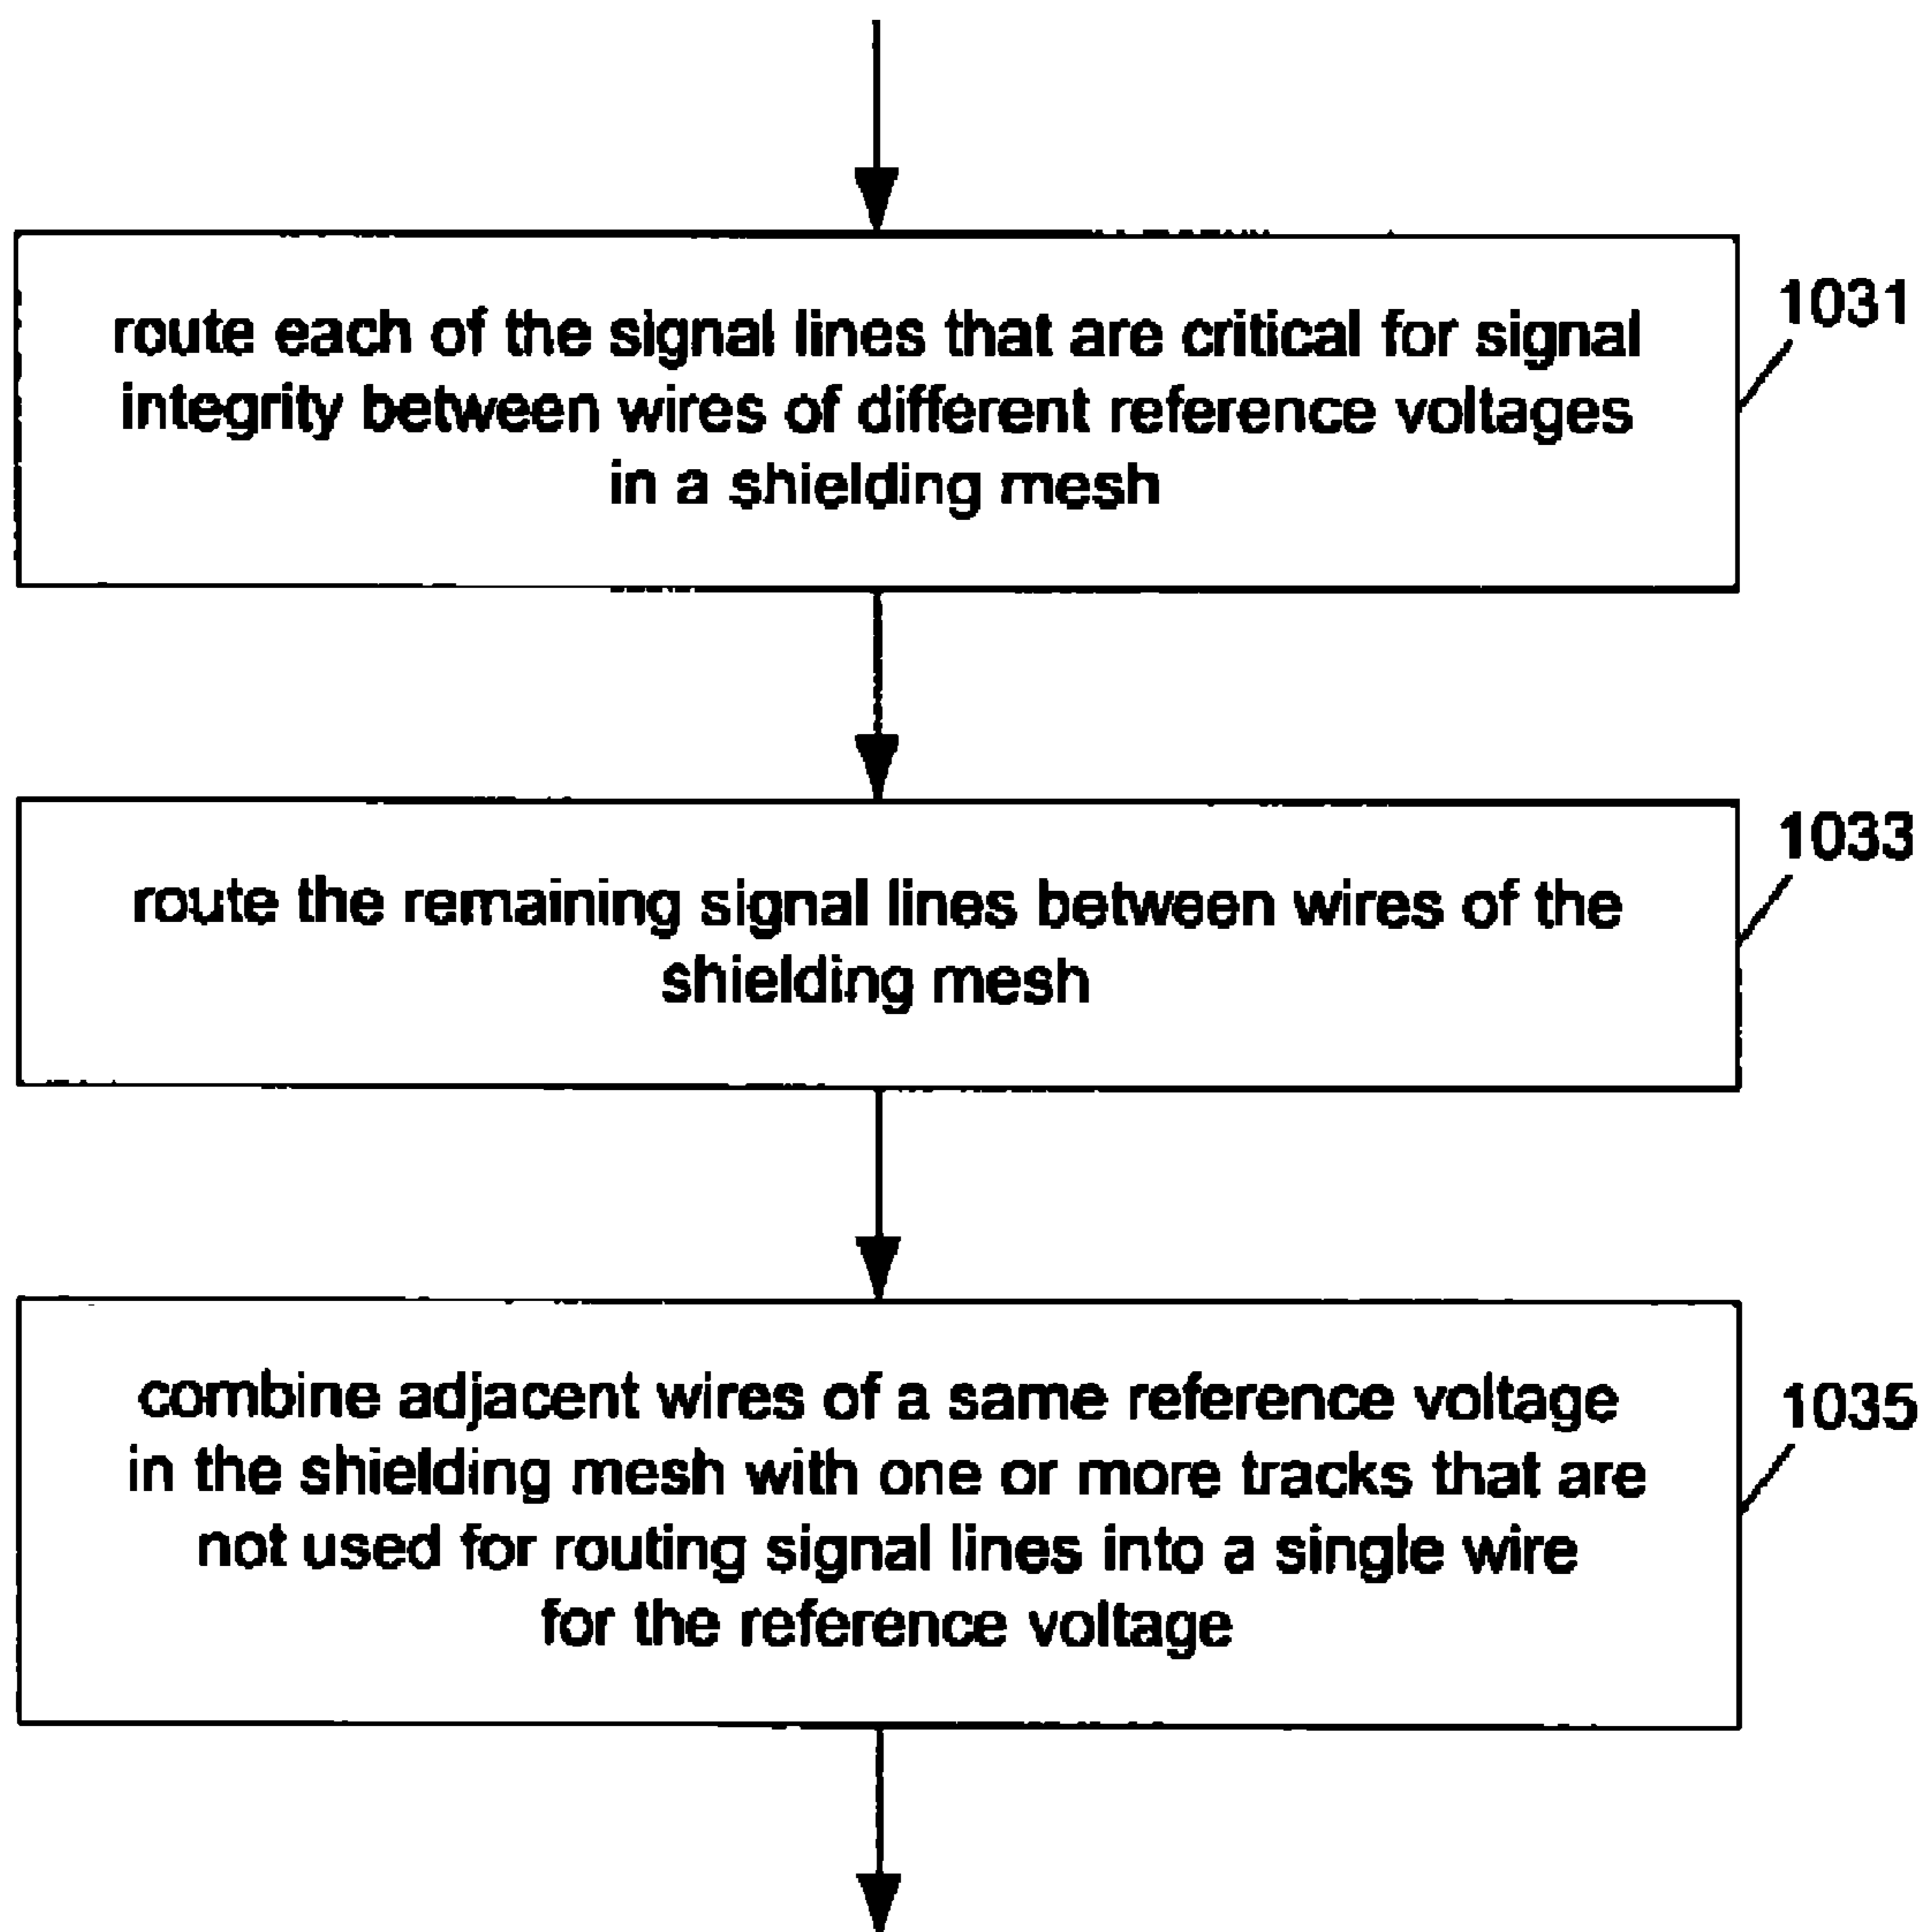 route each of the signal lines that are critical for signal
integrity between wires of different reference voltages
in a shielding mesh
1031
route the remaining signal lines between wires of the
shielding mesh
1033
combine adjacent wires of a same reference voltage
in the shielding mesh with one or more tracks that are
not used for routing signal lines into a single wire
for the reference voltage
1035